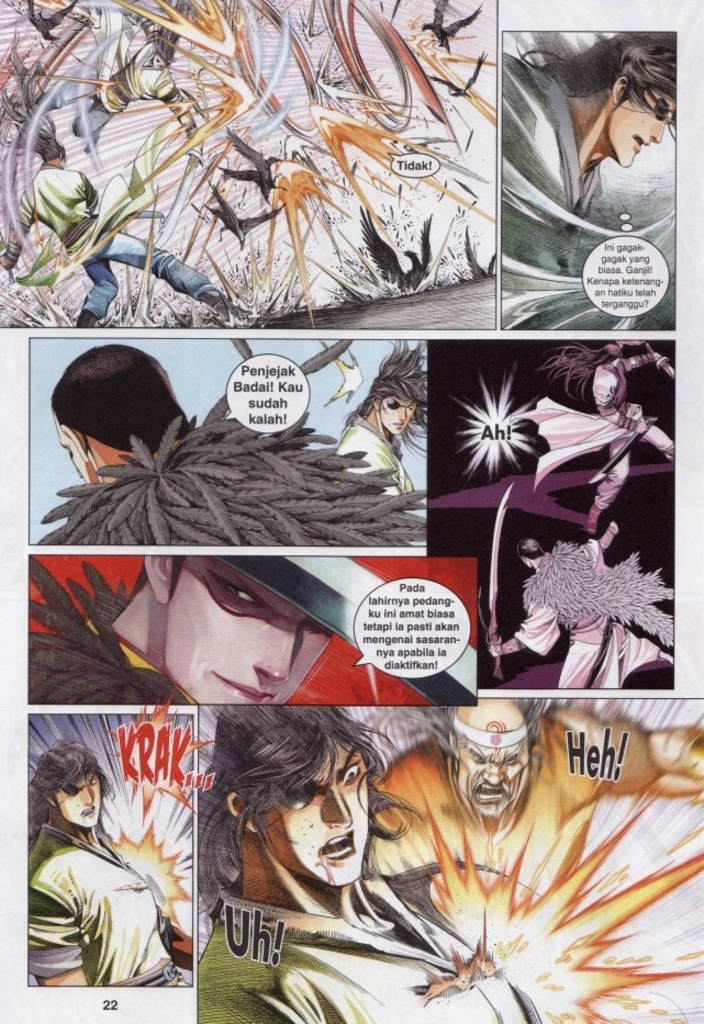 Tidak!
Ini gagak-
gagak yang
biasa. Ganjil!
Kenapa ketenang-
an hatiku telah
terganggu?
Penjejak
Badai! Kau
sudah
kalah!
Ah!
Pada
lahirnya pedang-
ku ini amat biasa
tetapi ia pasti akan
mengenai sasaran-
nya apabila ia
diaktifkan!
KRAK...
Heh!
Uh!
22